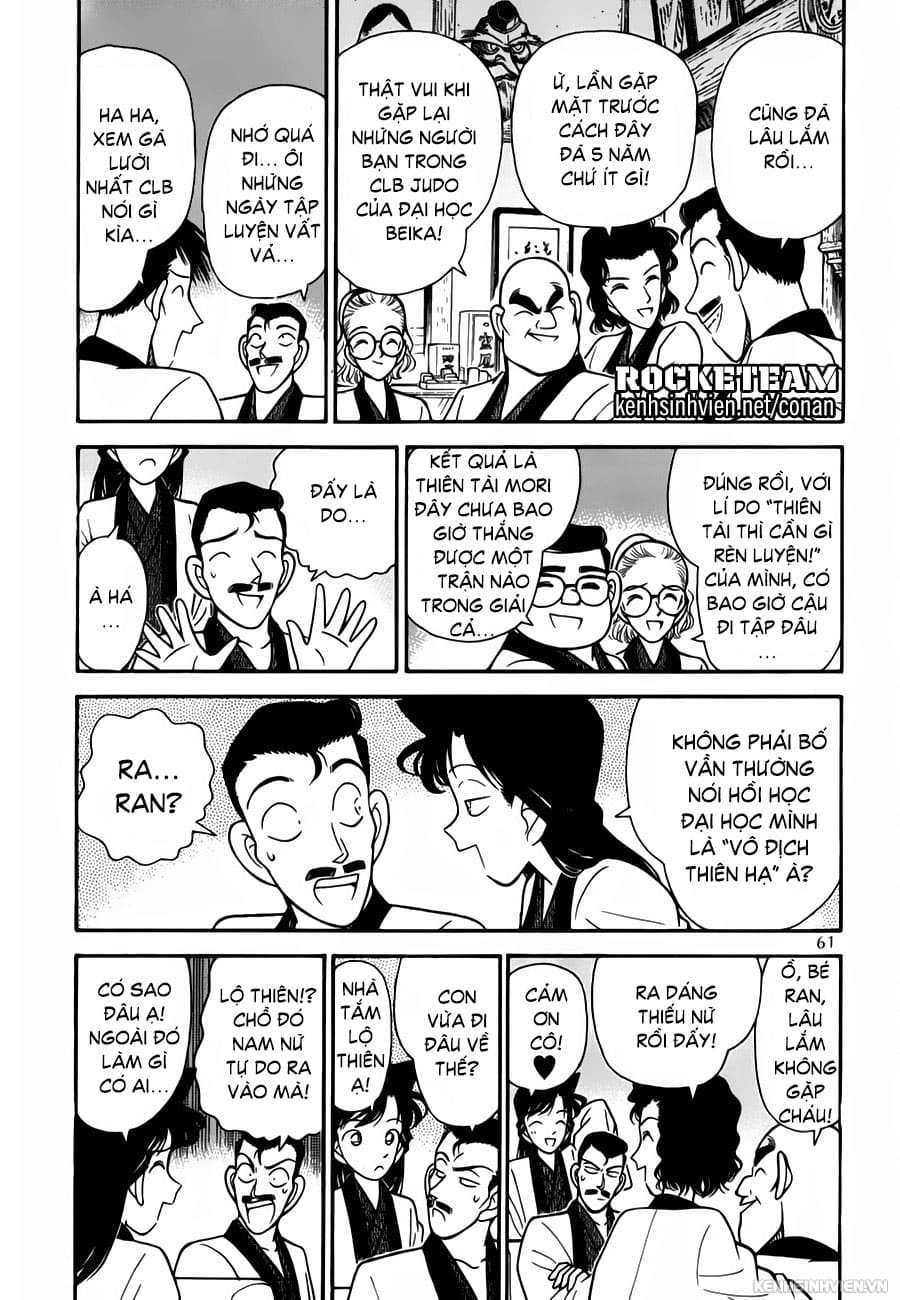 CŨNG ĐÃ
LÂU LẮM
RỒI...
Ừ, LẦN GẶP
MẶT TRƯỚC
CÁCH ĐÂY
ĐÃ 5 NĂM
CHỨ ÍT GÌ!
THẬT VUI KHI
GẶP LẠI
NHỮNG NGƯỜI
BẠN TRONG
CLB JUDO
CỦA ĐẠI HỌC
BEIKA!
NHỚ QUÁ
ĐI... ÔI
NHỮNG
NGÀY TẬP
LUYỆN VẤT
VẢ...
HA HA,
XEM GÃ
LƯỜI
NHẤT CLB
NÓI GÌ
KÌA...
ROCKETEAM
kenhsinhvien.net/conan
ĐÚNG RỒI, VỚI
LÍ DO "THIÊN
TÀI THÌ CẦN GÌ
RÈN LUYỆN!"
CỦA MÌNH, CÓ
BAO GIỜ CẬU
ĐI TẬP ĐÂU
...
KẾT QUẢ LÀ
THIÊN TÀI MORI
ĐÂY CHƯA BAO
GIỜ THẮNG
ĐƯỢC MỘT
TRẬN NÀO
TRONG GIẢI
CẢ...
ĐẤY LÀ
DO...
À HÁ
...
KHÔNG PHẢI BỐ
VẪN THƯỜNG
NÓI HỒI HỌC
ĐẠI HỌC MÌNH
LÀ "VÔ ĐỊCH
THIÊN HẠ" À?
RA...
RAN?
61
Ồ, BÉ
RAN,
LÂU
LẮM
KHÔNG
GẶP
CHÁU!
RA DÁNG
THIẾU NỮ
RỒI ĐẤY!
CẢM
ƠN
CÔ!
♥
CON
VỪA ĐI
ĐÂU VỀ
THẾ?
NHÀ
TẮM
LỘ
THIÊN
Ạ!
LỘ THIÊN!?
CHỖ ĐÓ
NAM NỮ
TỰ DO RA
VÀO MÀ!
CÓ SAO
ĐÂU Ạ!
NGOÀI ĐÓ
LÀM GÌ
CÓ AI...
KENHSINHVIEN.VN